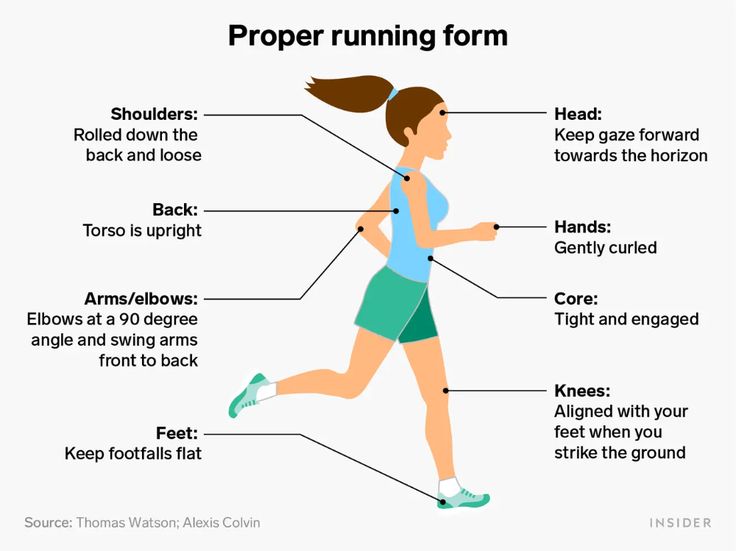 Proper running form
Shoulders:
Rolled down the
back and loose
Back:
Torso is upright
Arms/elbows:
Elbows at a 90 degree
angle and swing arms
front to back
Feet:
Keep footfalls flat
Head:
Keep gaze forward
towards the horizon
Hands:
Gently curled
Core:
Tight and engaged
Knees:
Aligned with your
feet when you
strike the ground
Source: Thomas Watson; Alexis Colvin
INSIDER